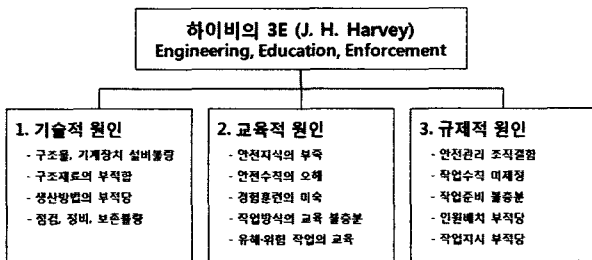 하이비의 3E (J. H. Harvey)
Engineering, Education, Enforcement
1. 기술적 원인
- 구조물, 기계장치 설비불량
- 구조재료의 부적합
- 생산방법의 부적당
- 점검, 정비, 보존불량
2. 교육적 원인
- 안전지식의 부족
- 안전수칙의 오해
- 경험훈련의 미숙
- 작업방식의 교육 불충분
- 유해·위험 작업의 교육
3. 규제적 원인
- 안전관리 조직결함
- 작업수칙 미제정
- 작업준비 불충분
- 인원배치 부적당
- 작업지시 부적당